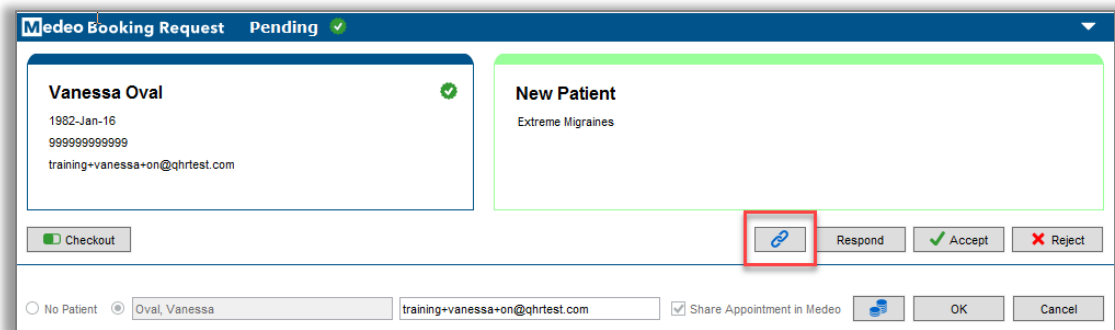 Medeo Booking Request Pending
Vanessa Oval
1982-Jan-16
999999999999
training+vanessa+on@qhrtest.com
New Patient
Extreme Migraines
Checkout
Respond
Accept
Reject
No Patient
Oval, Vanessa
training+vanessa+on@qhrtest.com
Share Appointment in Medeo
OK
Cancel